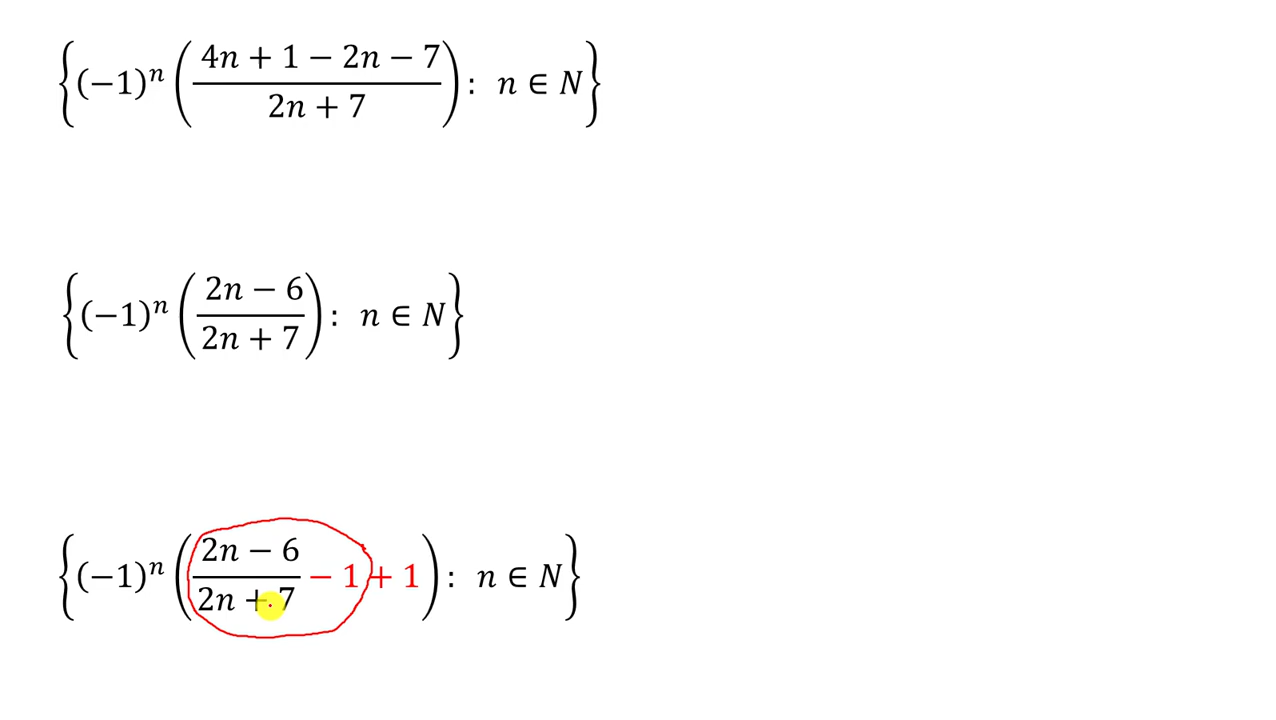 {(−1)ⁿ ((4n + 1 − 2n − 7)/(2n + 7)): n ∈ N}
{(−1)ⁿ ((2n − 6)/(2n + 7)): n ∈ N}
{(−1)ⁿ ((2n − 6)/(2n + 7) − 1 + 1): n ∈ N}